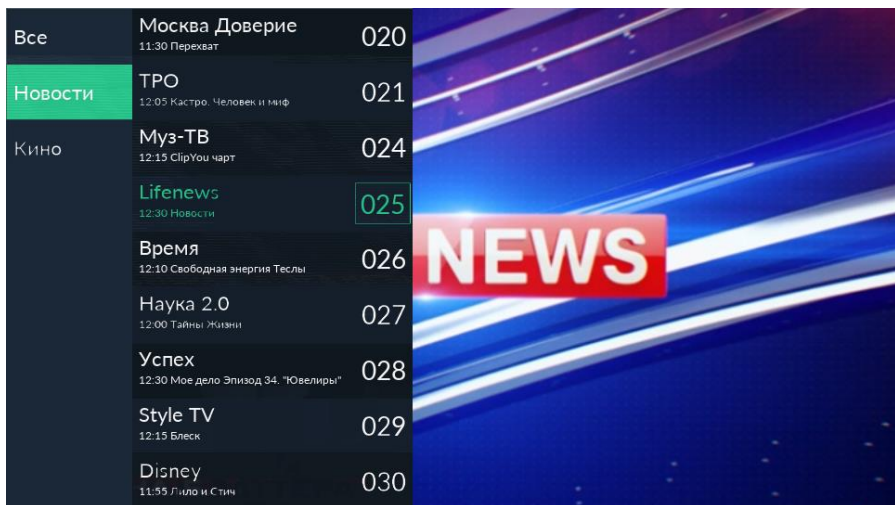 Все
Новости
Кино
Москва Доверие
11:30 Перехват
020
ТРО
12:05 Кастро. Человек и миф
021
Муз-ТВ
12:15 ClipYou чарт
024
Lifenews
12:30 Новости
025
Время
12:10 Свободная энергия Теслы
026
Наука 2.0
12:00 Тайны Жизни
027
Успех
12:30 Мое дело Эпизод 34. "Ювелиры"
028
Style TV
12:15 Блеск
029
Disney
11:55 Лило и Стич
030
NEWS